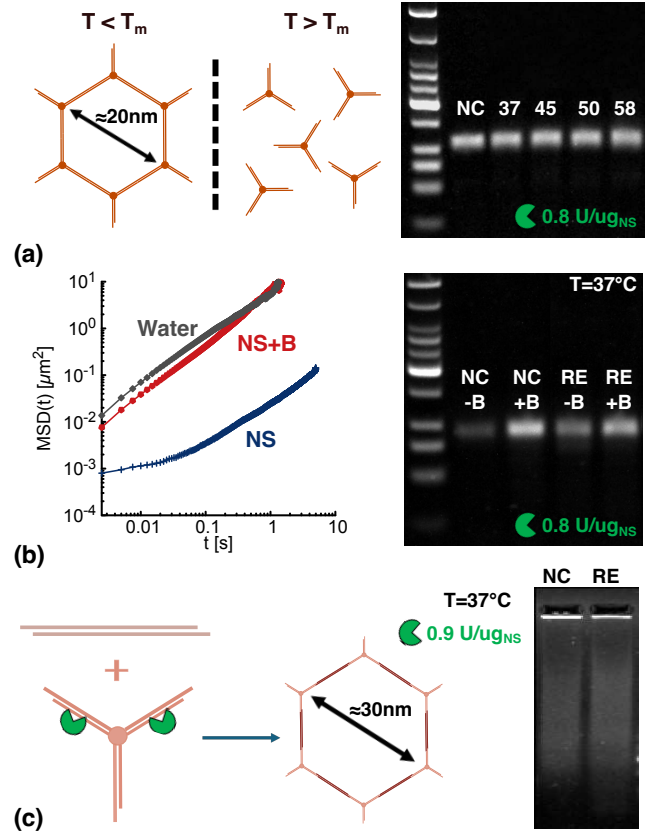 T < Tm
T > Tm
≈20nm
NC 37 45 50 58
0.8 U/ugNS
(a)
MSD(t) [μm²]
10¹
10⁰
10⁻¹
10⁻²
10⁻³
10⁻⁴
Water
NS+B
NS
0.01 0.1 1 10
t [s]
T=37°C
NC NC RE RE
-B +B -B +B
0.8 U/ugNS
(b)
NC RE
T=37°C
0.9 U/ugNS
+
≈30nm
(c)